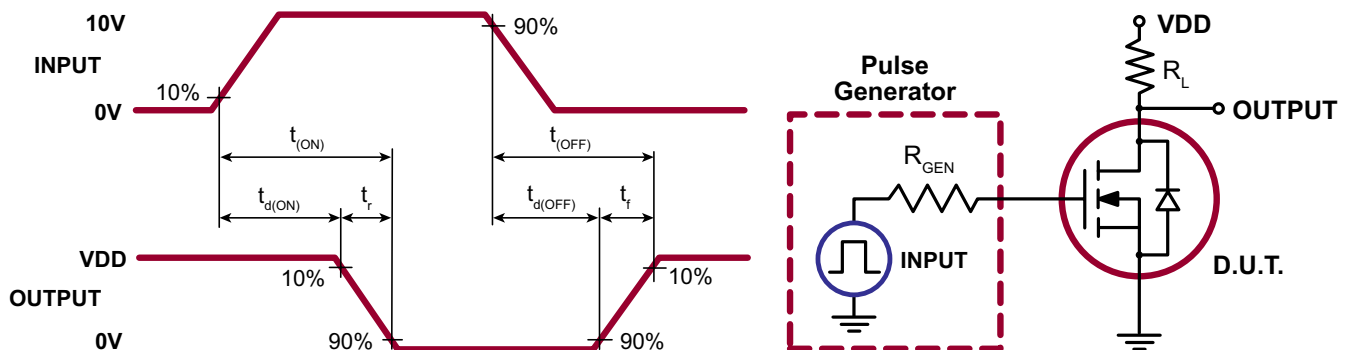 10V
INPUT
0V
10%
90%
t(ON)
t(OFF)
td(ON)
tr
td(OFF)
tf
VDD
OUTPUT
0V
10%
90%
90%
10%
Pulse
Generator
RGEN
INPUT
VDD
RL
OUTPUT
D.U.T.